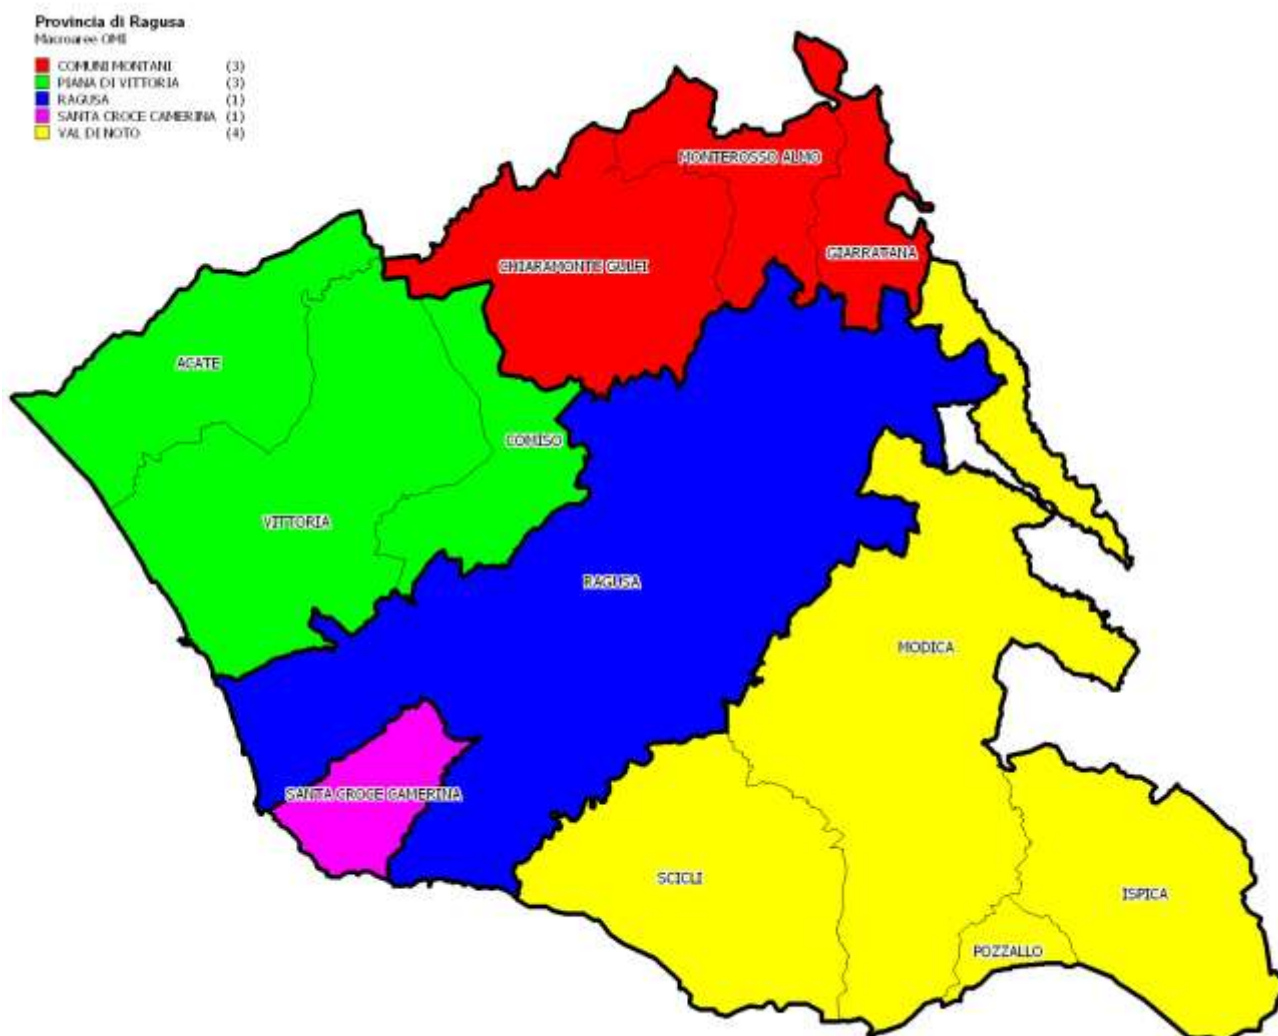 Provincia di Ragusa
Macroaree OMI
COMUNI MONTANI (3)
PIANA DI VITTORIA (3)
RAGUSA (1)
SANTA CROCE CAMERINA (1)
VAL DI NOTO (4)
MONTEROSSO ALMO
GIARRATANA
CHIARAMONTE GULFI
ACATE
COMISO
VITTORIA
RAGUSA
MODICA
SANTA CROCE CAMERINA
SCICLI
ISPICA
POZZALLO